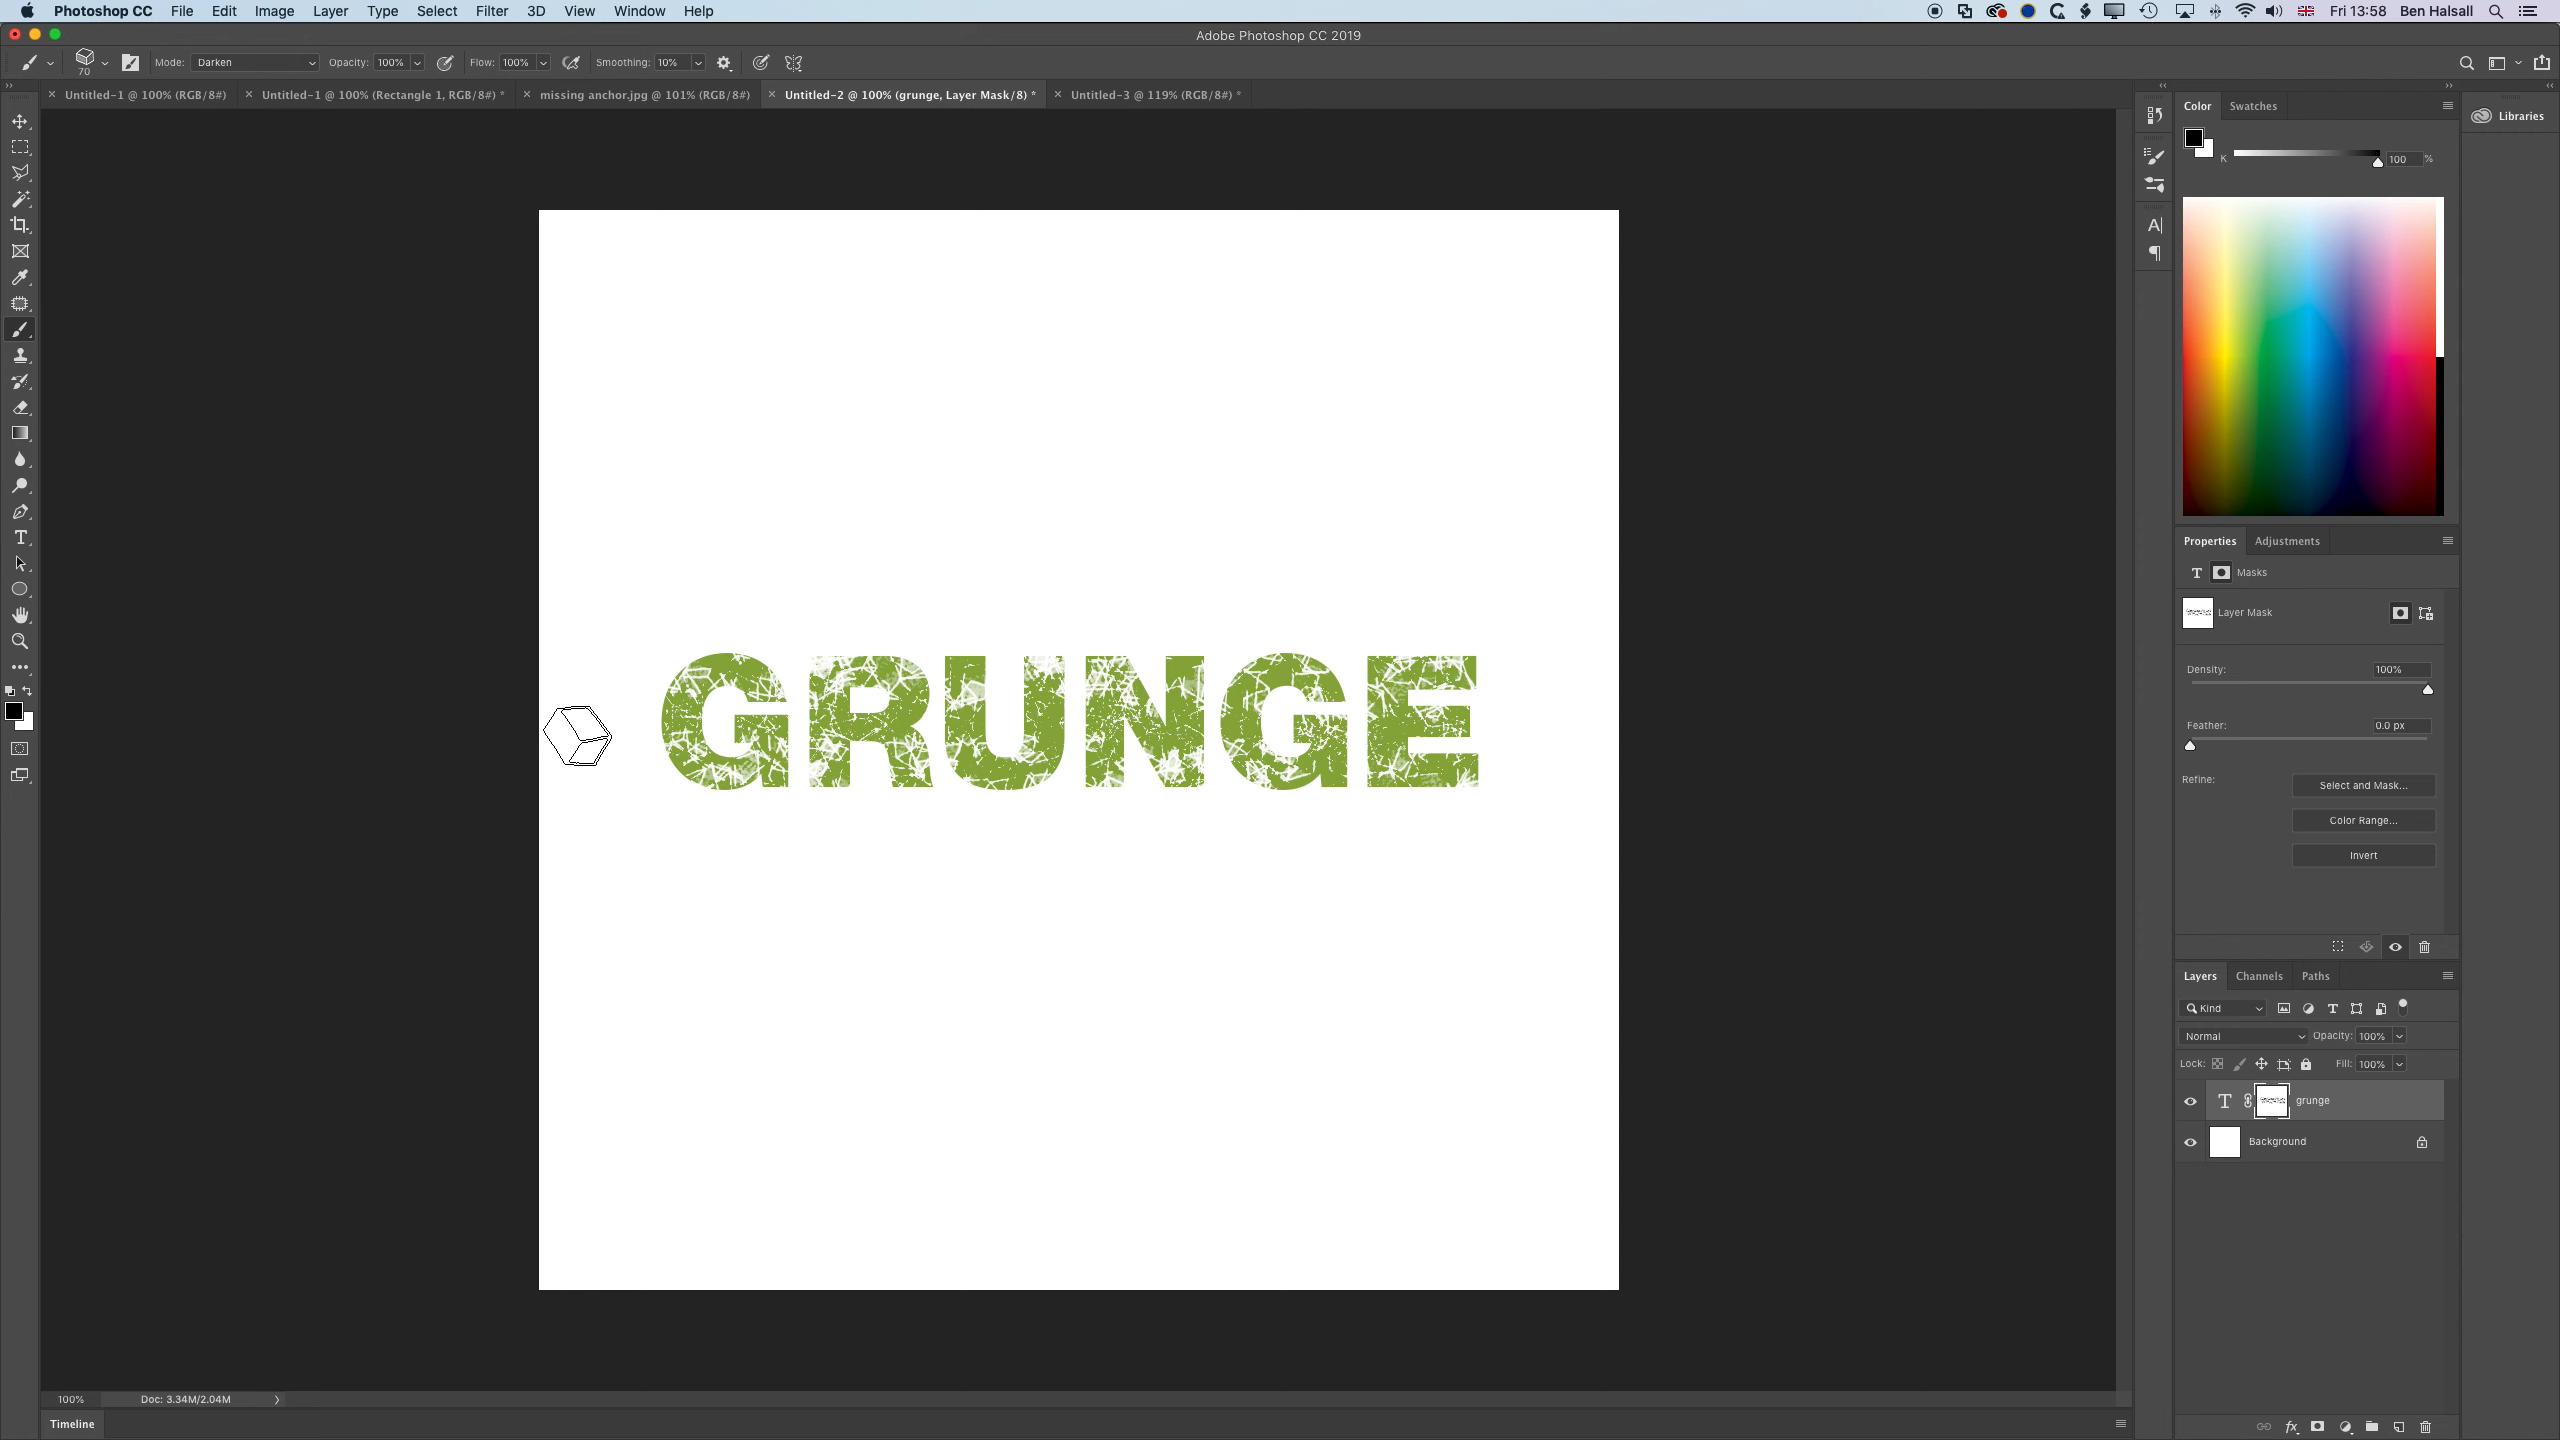 Photoshop CC File Edit Image Layer Type Select Filter 3D View Window Help Fri 13:58 Ben Halsall
Adobe Photoshop CC 2019
70 Mode: Darken Opacity: 100% Flow: 100% Smoothing: 10%
Untitled-1 @ 100% (RGB/8#) Untitled-1 @ 100% (Rectangle 1, RGB/8#) * missing anchor.jpg @ 101% (RGB/8#) Untitled-2 @ 100% (grunge, Layer Mask/8) * Untitled-3 @ 119% (RGB/8#) *
Color Swatches
Libraries
K 100 %
Properties Adjustments
Masks
Layer Mask
Density: 100%
Feather: 0.0 px
Refine: Select and Mask...
Color Range...
Invert
GRUNGE
Layers Channels Paths
Kind
Normal Opacity: 100%
Lock: Fill: 100%
grunge
Background
100% Doc: 3.34M/2.04M
Timeline